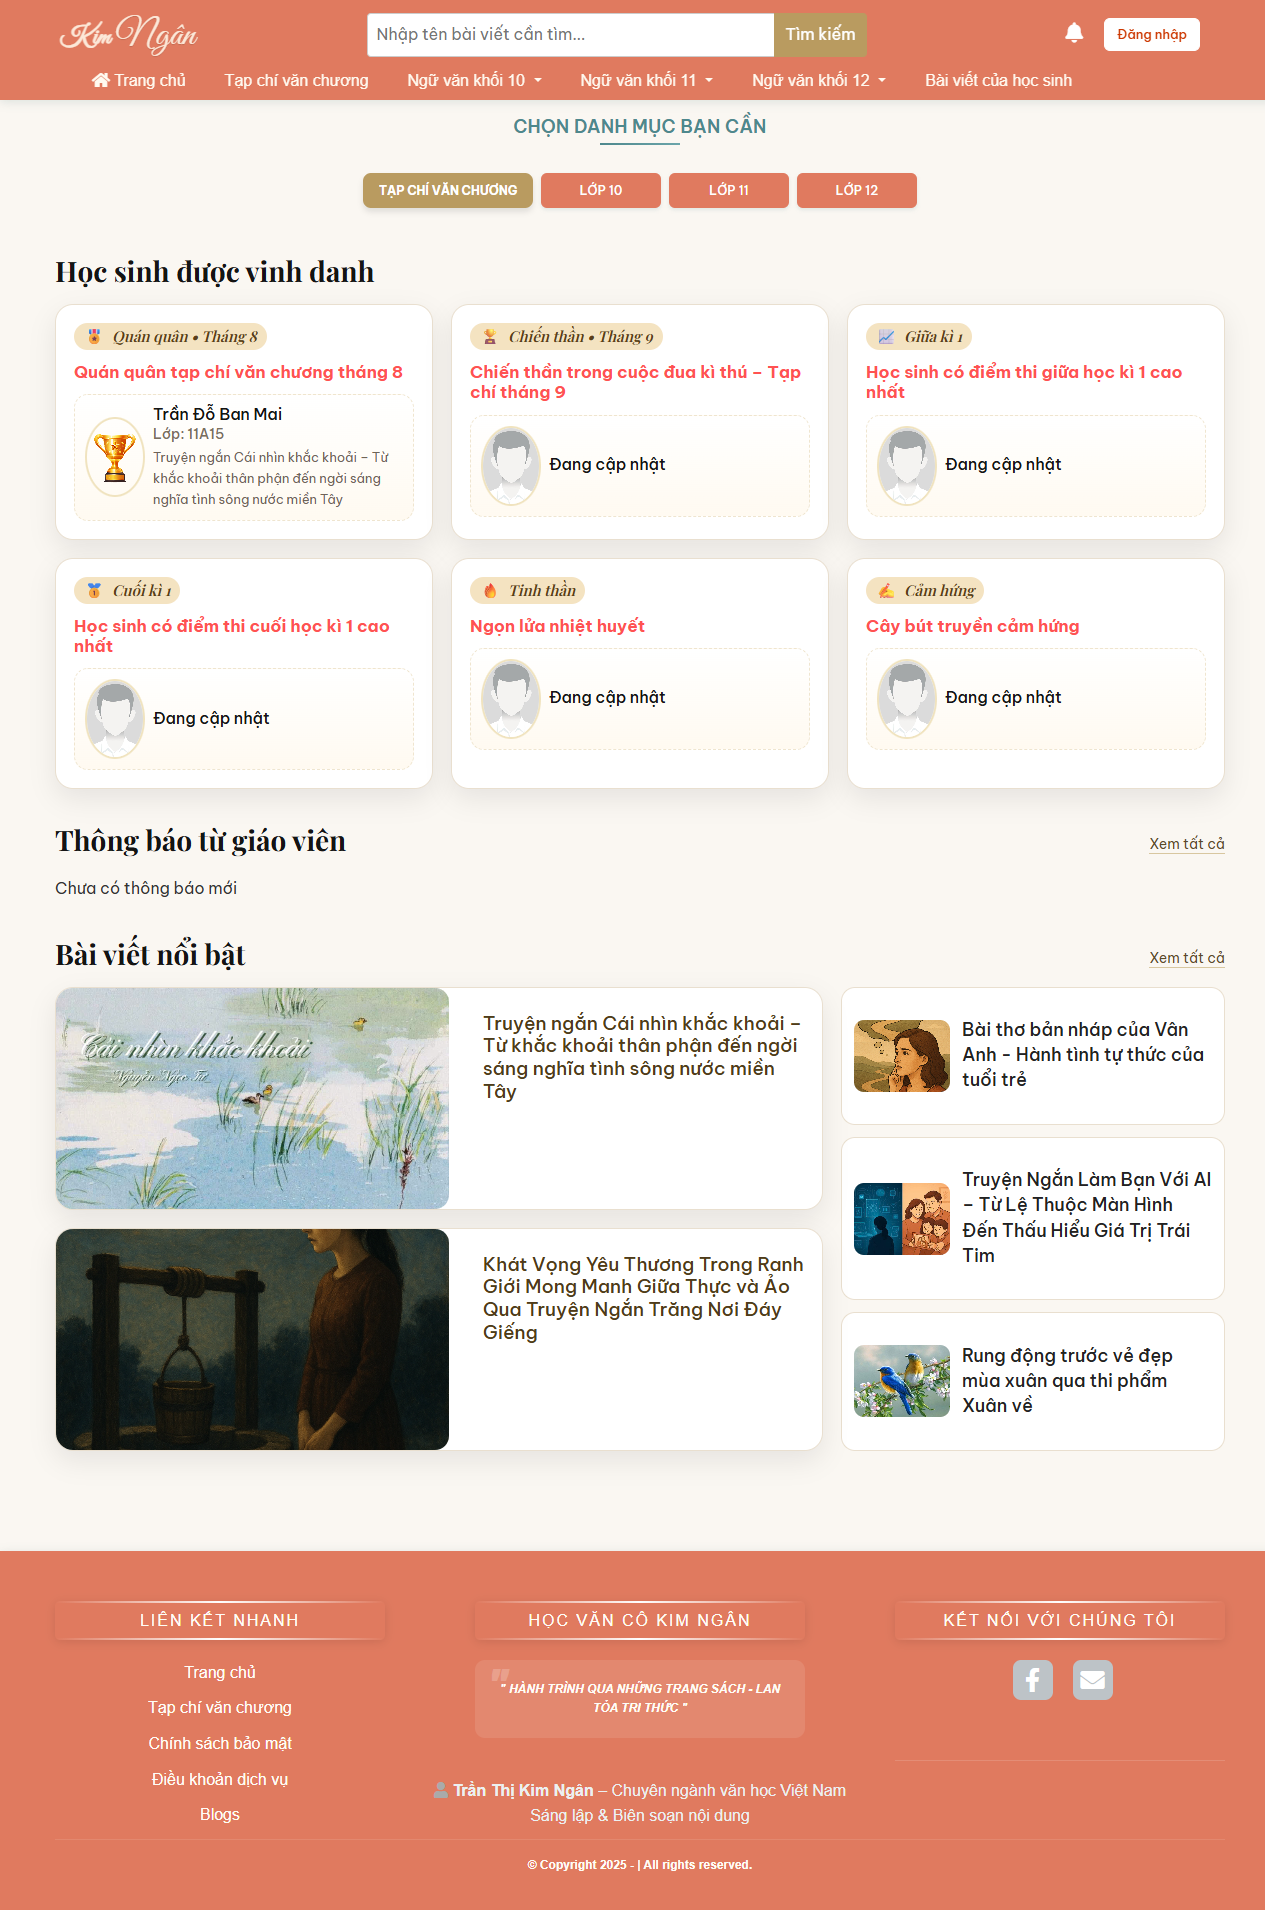 Kim Ngân
Nhập tên bài viết cần tìm...
Tìm kiếm
Đăng nhập
Trang chủ
Tạp chí văn chương
Ngữ văn khối 10
Ngữ văn khối 11
Ngữ văn khối 12
Bài viết của học sinh
CHỌN DANH MỤC BẠN CẦN
TẠP CHÍ VĂN CHƯƠNG
LỚP 10
LỚP 11
LỚP 12
Học sinh được vinh danh
Quán quân • Tháng 8
Quán quân tạp chí văn chương tháng 8
Trần Đỗ Ban Mai
Lớp: 11A15
Truyện ngắn Cái nhìn khắc khoải – Từ
khắc khoải thân phận đến ngời sáng
nghĩa tình sông nước miền Tây
Chiến thần • Tháng 9
Chiến thần trong cuộc đua kì thú – Tạp
chí tháng 9
Đang cập nhật
Giữa kì 1
Học sinh có điểm thi giữa học kì 1 cao
nhất
Đang cập nhật
Cuối kì 1
Học sinh có điểm thi cuối học kì 1 cao
nhất
Đang cập nhật
Tinh thần
Ngọn lửa nhiệt huyết
Đang cập nhật
Cảm hứng
Cây bút truyền cảm hứng
Đang cập nhật
Thông báo từ giáo viên
Xem tất cả
Chưa có thông báo mới
Bài viết nổi bật
Xem tất cả
Cái nhìn khắc khoải
Nguyễn Ngọc Tư
Truyện ngắn Cái nhìn khắc khoải –
Từ khắc khoải thân phận đến ngời
sáng nghĩa tình sông nước miền
Tây
Khát Vọng Yêu Thương Trong Ranh
Giới Mong Manh Giữa Thực và Ảo
Qua Truyện Ngắn Trăng Nơi Đáy
Giếng
Bài thơ bản nháp của Vân
Anh - Hành tình tự thức của
tuổi trẻ
Truyện Ngắn Làm Bạn Với AI
– Từ Lệ Thuộc Màn Hình
Đến Thấu Hiểu Giá Trị Trái
Tim
Rung động trước vẻ đẹp
mùa xuân qua thi phẩm
Xuân về
LIÊN KẾT NHANH
Trang chủ
Tạp chí văn chương
Chính sách bảo mật
Điều khoản dịch vụ
Blogs
HỌC VĂN CÔ KIM NGÂN
" HÀNH TRÌNH QUA NHỮNG TRANG SÁCH - LAN
TỎA TRI THỨC "
Trần Thị Kim Ngân – Chuyên ngành văn học Việt Nam
Sáng lập & Biên soạn nội dung
KẾT NỐI VỚI CHÚNG TÔI
© Copyright 2025 - | All rights reserved.